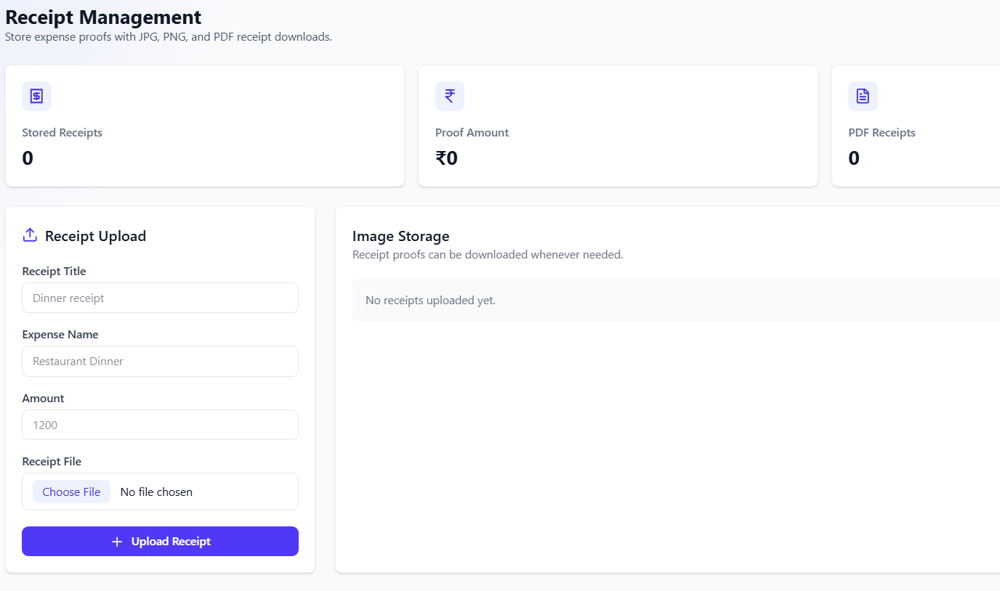 Receipt Management
Store expense proofs with JPG, PNG, and PDF receipt downloads.
Stored Receipts
0
Proof Amount
₹0
PDF Receipts
0
Receipt Upload
Receipt Title
Dinner receipt
Expense Name
Restaurant Dinner
Amount
1200
Receipt File
Choose File No file chosen
+ Upload Receipt
Image Storage
Receipt proofs can be downloaded whenever needed.
No receipts uploaded yet.